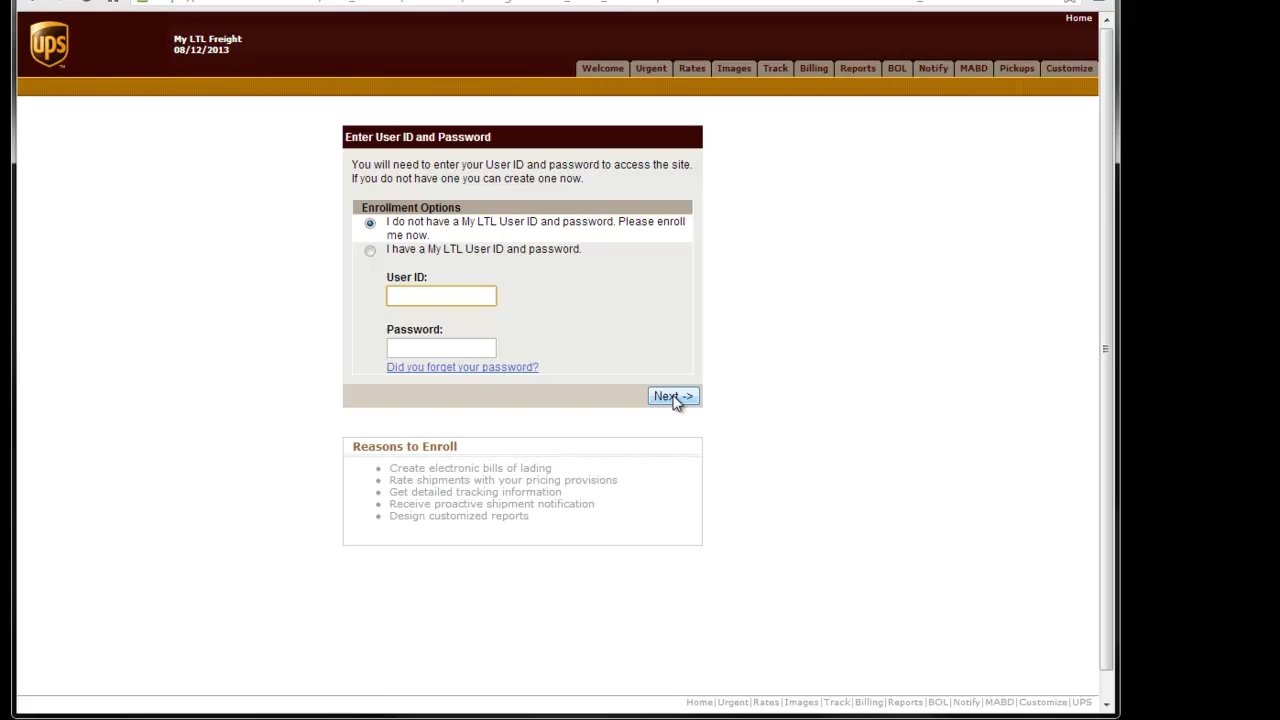 Home
ups
My LTL Freight
08/12/2013
Welcome Urgent Rates Images Track Billing Reports BOL Notify MABD Pickups Customize
Enter User ID and Password
You will need to enter your User ID and password to access the site.
If you do not have one you can create one now.
Enrollment Options
I do not have a My LTL User ID and password. Please enroll
me now.
I have a My LTL User ID and password.
User ID:
Password:
Did you forget your password?
Next ->
Reasons to Enroll
Create electronic bills of lading
Rate shipments with your pricing provisions
Get detailed tracking information
Receive proactive shipment notification
Design customized reports
Home|Urgent|Rates|Images|Track|Billing|Reports|BOL|Notify|MABD|Customize|UPS